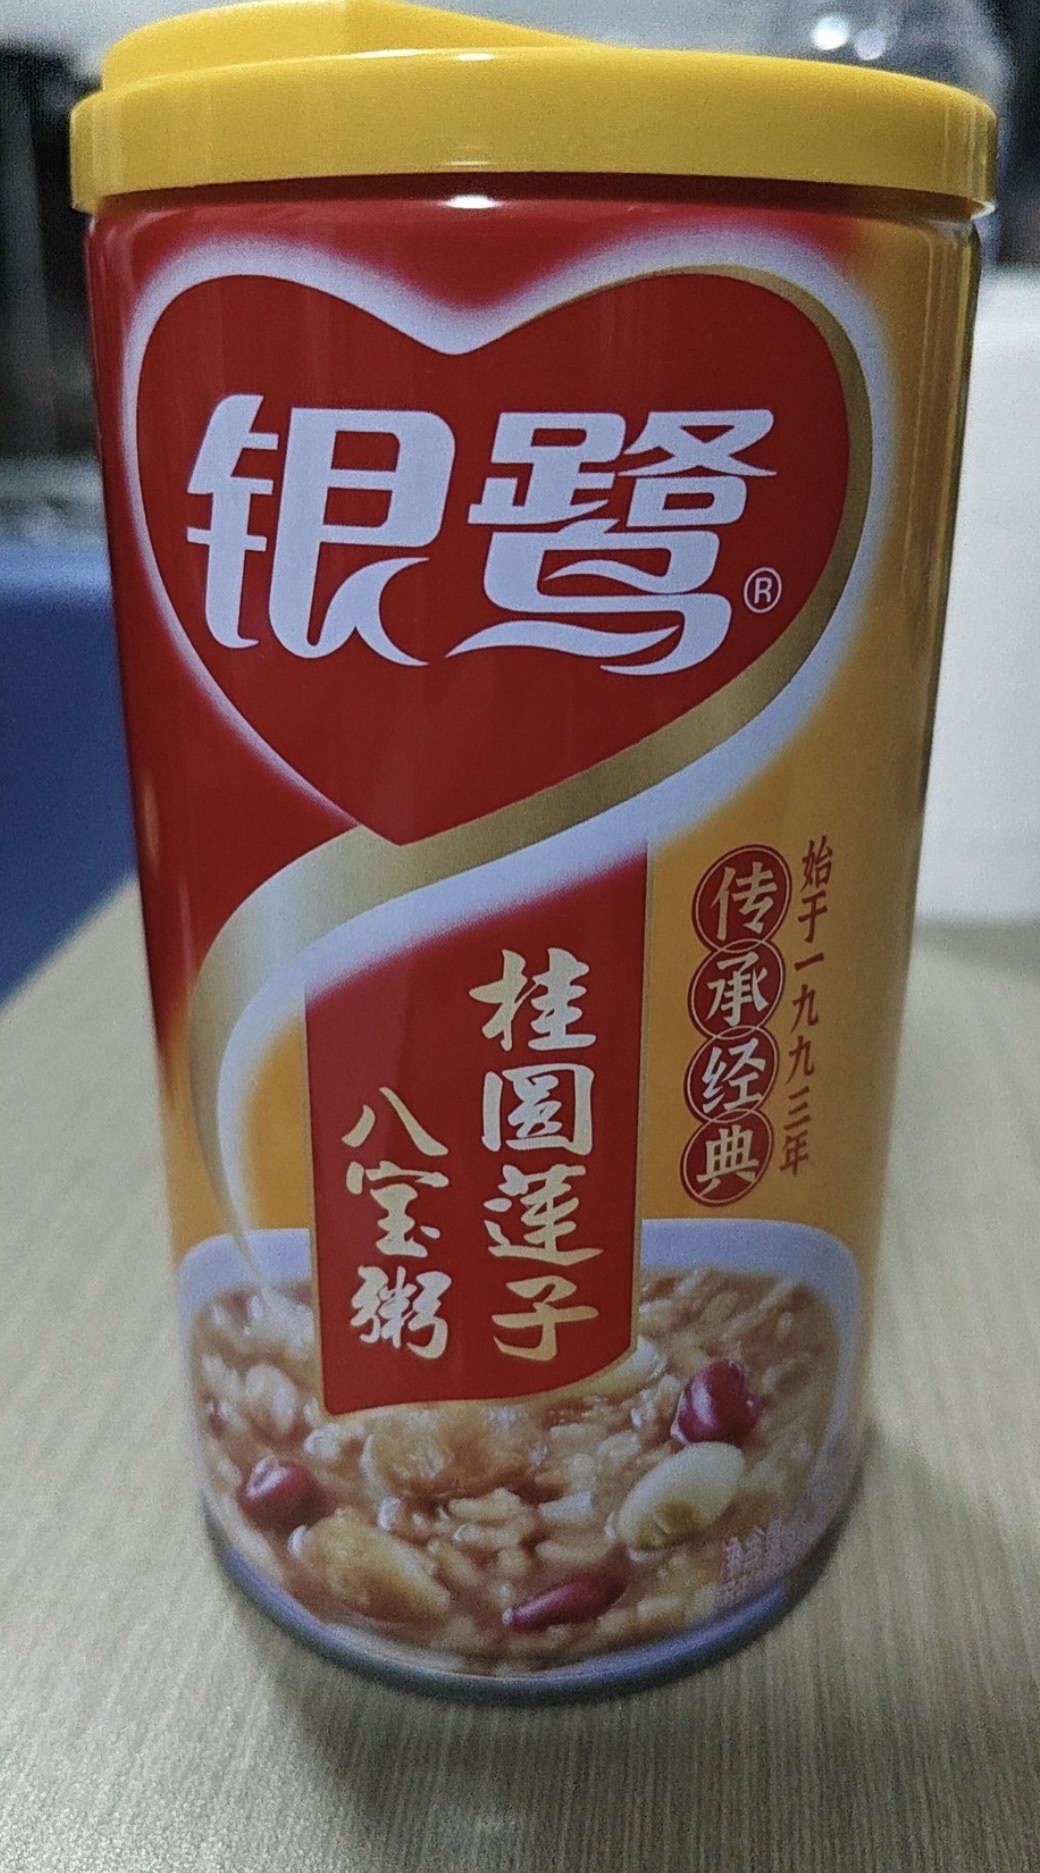 银鹭®
桂圆莲子
八宝粥
传承经典
始于一九九三年